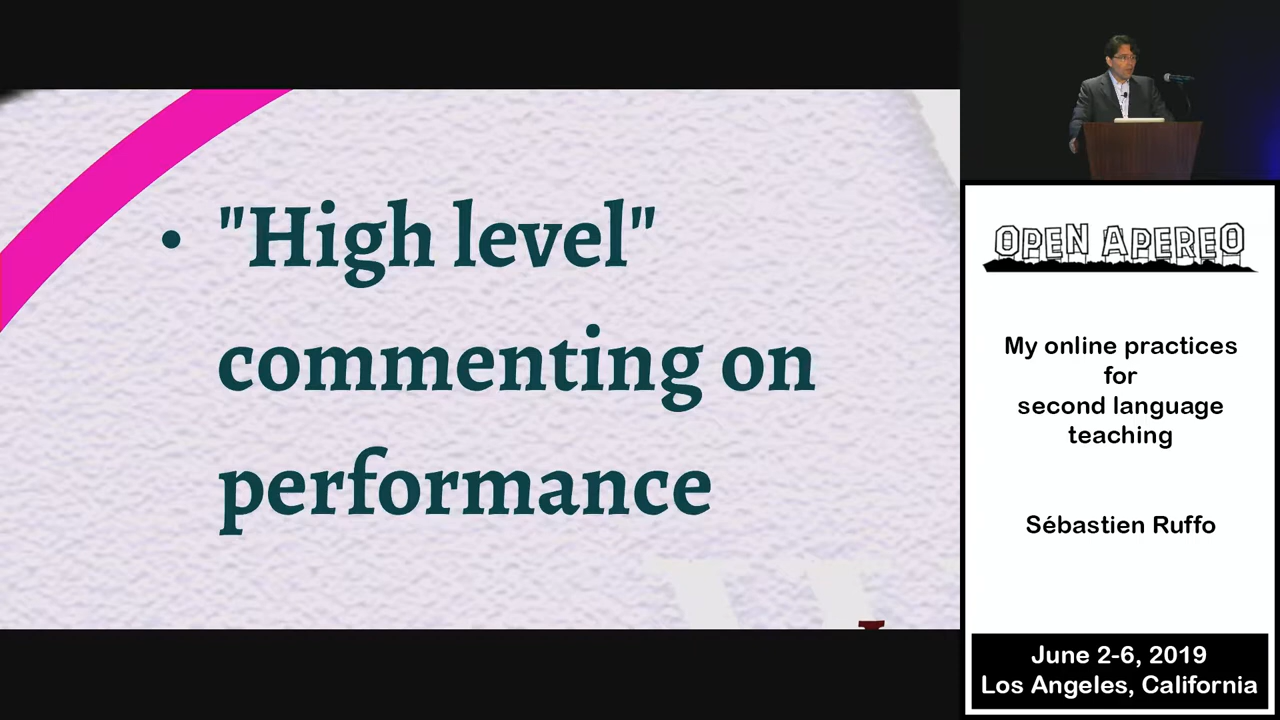 • "High level"
commenting on
performance
OPEN APEREO
My online practices
for
second language
teaching
Sébastien Ruffo
June 2-6, 2019
Los Angeles, California